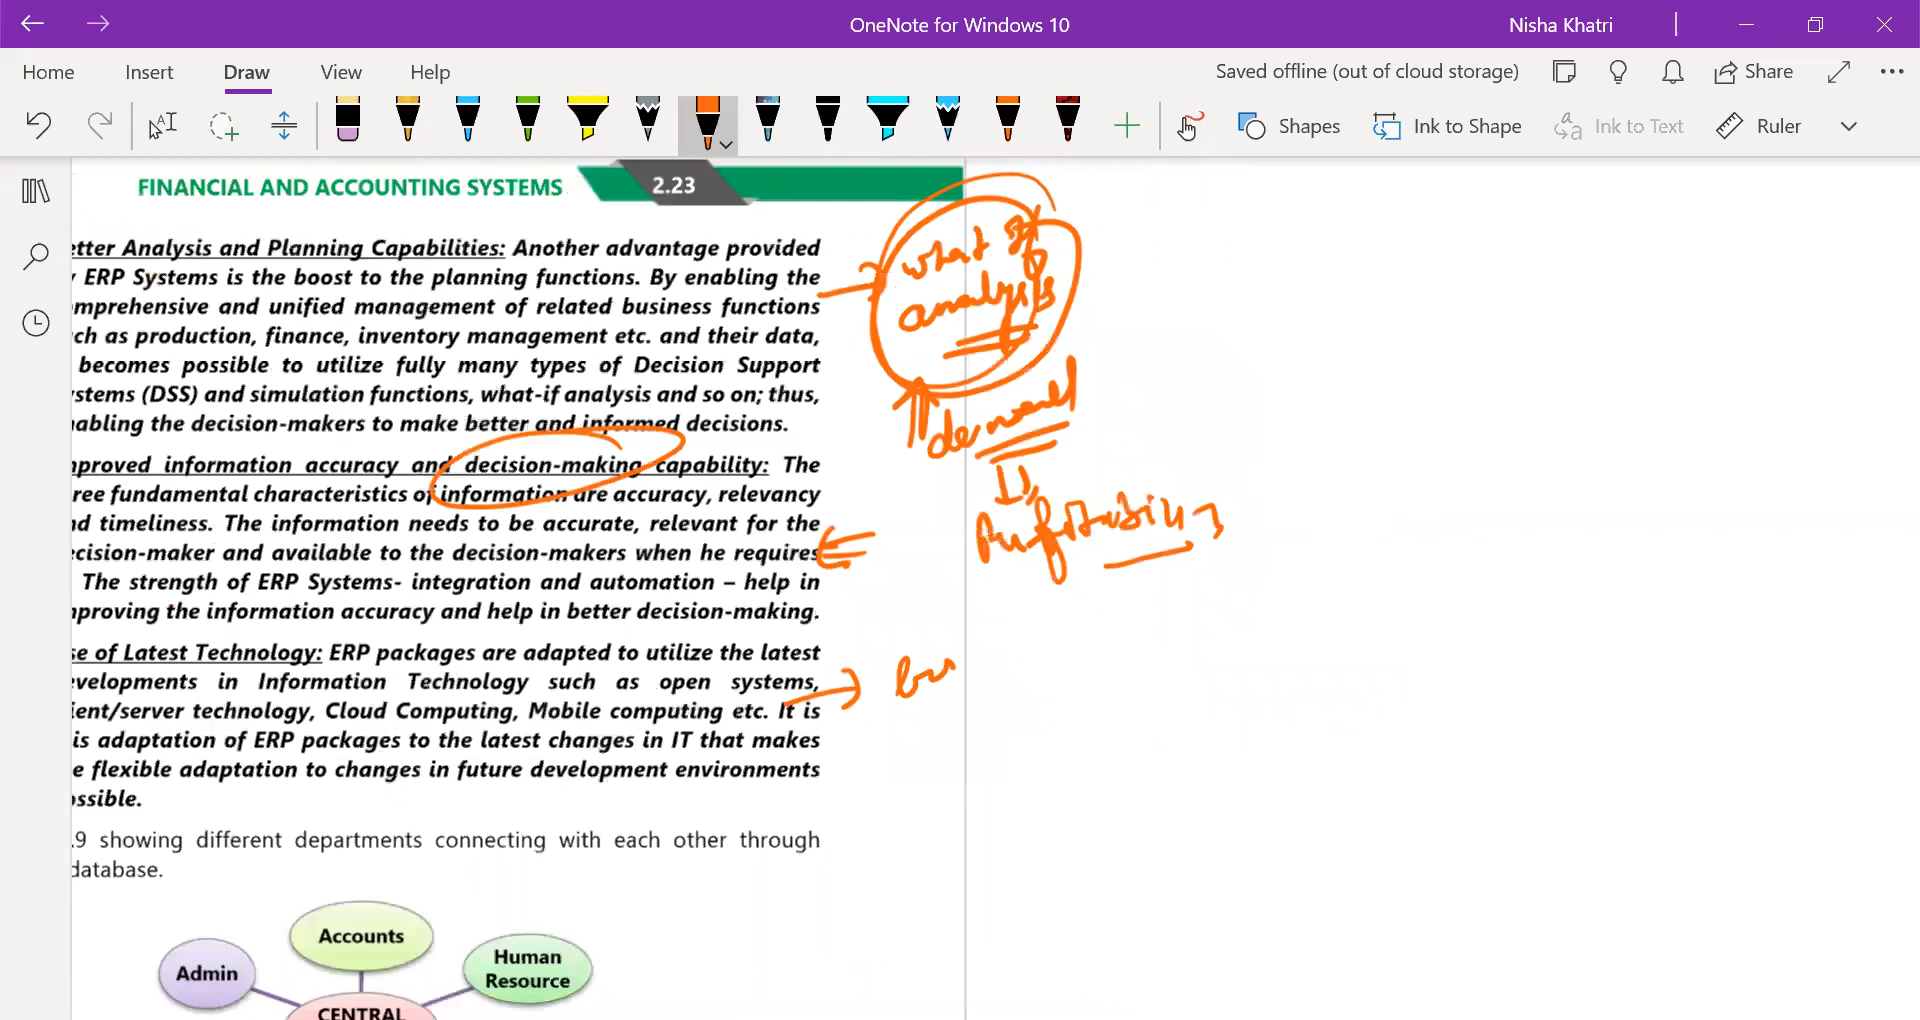 OneNote for Windows 10
Nisha Khatri
Home Insert Draw View Help
Saved offline (out of cloud storage)
Share
Shapes
Ink to Shape
Ink to Text
Ruler
FINANCIAL AND ACCOUNTING SYSTEMS 2.23
etter Analysis and Planning Capabilities: Another advantage provided
ERP Systems is the boost to the planning functions. By enabling the
mprehensive and unified management of related business functions
ch as production, finance, inventory management etc. and their data,
becomes possible to utilize fully many types of Decision Support
stems (DSS) and simulation functions, what-if analysis and so on; thus,
abling the decision-makers to make better and informed decisions.
mproved information accuracy and decision-making capability: The
ree fundamental characteristics of information are accuracy, relevancy
nd timeliness. The information needs to be accurate, relevant for the
ecision-maker and available to the decision-makers when he requires
The strength of ERP Systems- integration and automation – help in
mproving the information accuracy and help in better decision-making.
se of Latest Technology: ERP packages are adapted to utilize the latest
evelopments in Information Technology such as open systems,
ient/server technology, Cloud Computing, Mobile computing etc. It is
is adaptation of ERP packages to the latest changes in IT that makes
e flexible adaptation to changes in future development environments
ossible.
.9 showing different departments connecting with each other through
database.
Accounts
Admin
Human
Resource
CENTRAL
what if
analysis
demand